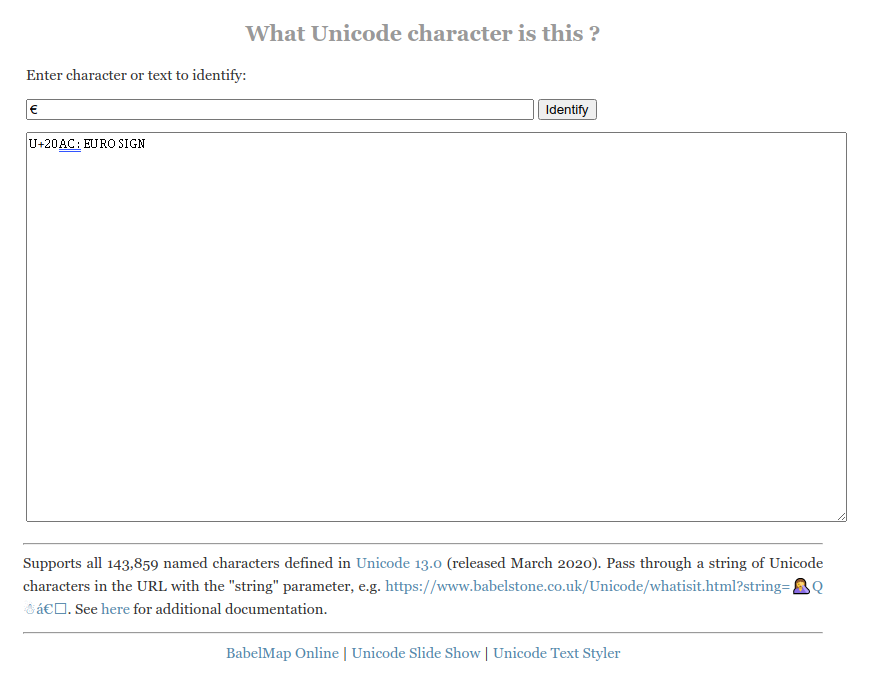 What Unicode character is this ?
Enter character or text to identify:
€
Identify
U+20AC : EURO SIGN
Supports all 143,859 named characters defined in Unicode 13.0 (released March 2020). Pass through a string of Unicode
characters in the URL with the "string" parameter, e.g. https://www.babelstone.co.uk/Unicode/whatisit.html?string=🤦‍♀️Q
☃á€□. See here for additional documentation.
BabelMap Online | Unicode Slide Show | Unicode Text Styler